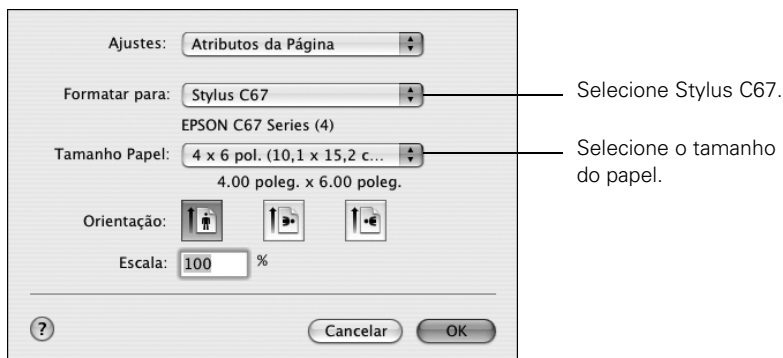 Ajustes: Atributos da Página
Formatar para: Stylus C67
Selecione Stylus C67.
EPSON C67 Series (4)
Tamanho Papel: 4 x 6 pol. (10,1 x 15,2 c...
Selecione o tamanho
do papel.
4.00 poleg. x 6.00 poleg.
Orientação:
Escala: 100 %
? Cancelar OK